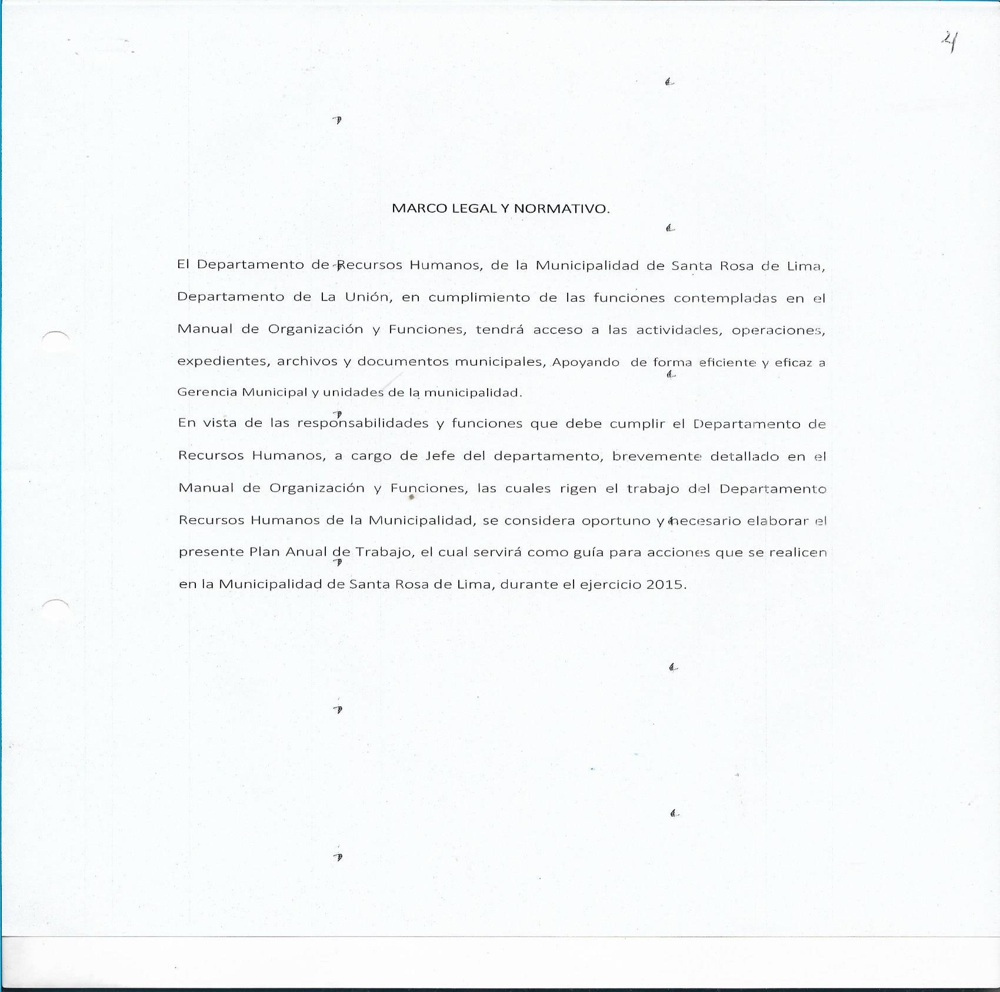 4
MARCO LEGAL Y NORMATIVO.
El Departamento de Recursos Humanos, de la Municipalidad de Santa Rosa de Lima,
Departamento de La Unión, en cumplimiento de las funciones contempladas en el
Manual de Organización y Funciones, tendrá acceso a las actividades, operaciones,
expedientes, archivos y documentos municipales, Apoyando de forma eficiente y eficaz a
Gerencia Municipal y unidades de la municipalidad.
En vista de las responsabilidades y funciones que debe cumplir el Departamento de
Recursos Humanos, a cargo de Jefe del departamento, brevemente detallado en el
Manual de Organización y Funciones, las cuales rigen el trabajo del Departamento
Recursos Humanos de la Municipalidad, se considera oportuno y necesario elaborar el
presente Plan Anual de Trabajo, el cual servirá como guía para acciones que se realicen
en la Municipalidad de Santa Rosa de Lima, durante el ejercicio 2015.